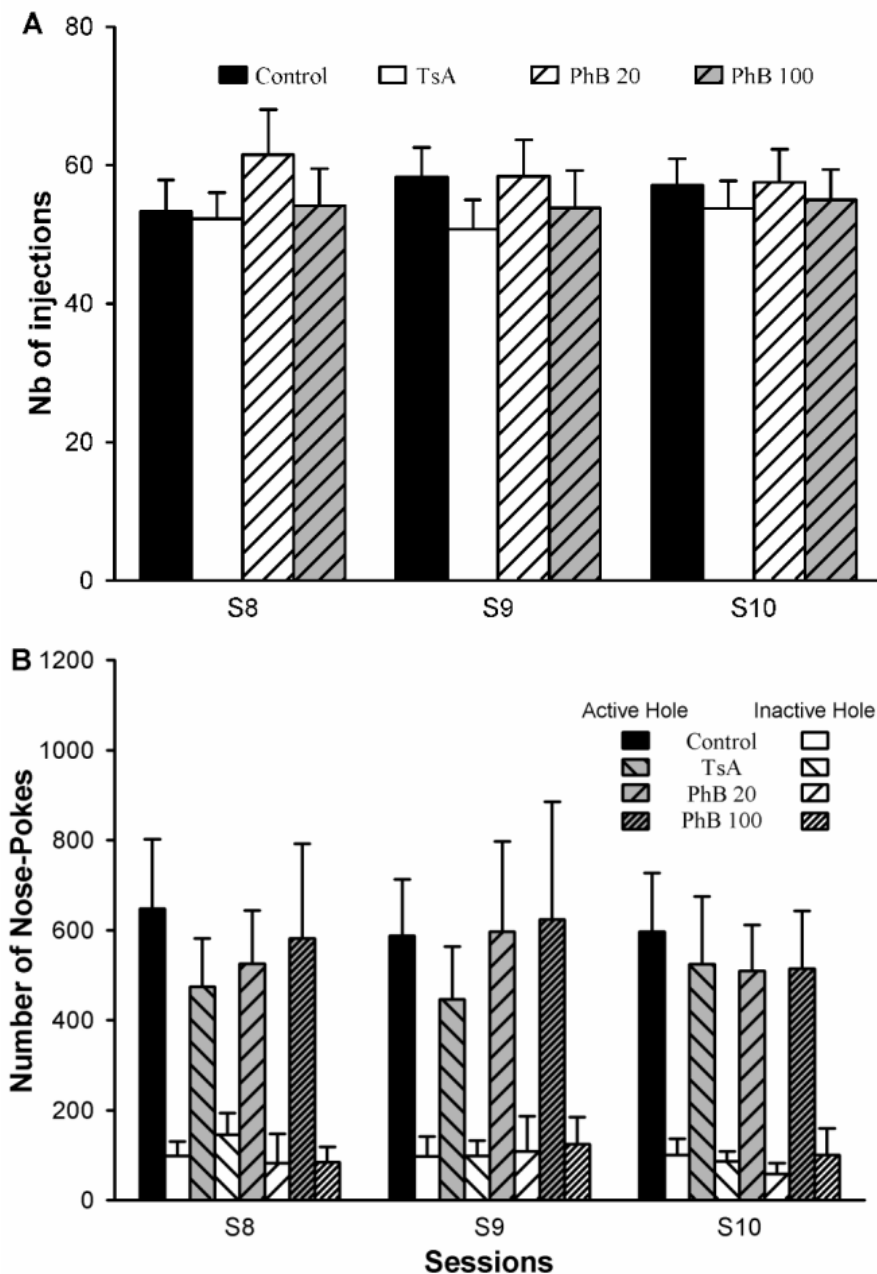 A
80
Control TsA PhB 20 PhB 100
60
40
20
0
Nb of injections
S8 S9 S10
B
1200
Active Hole Inactive Hole
Control
TsA
PhB 20
PhB 100
1000
800
600
400
200
0
Number of Nose-Pokes
S8 S9 S10
Sessions